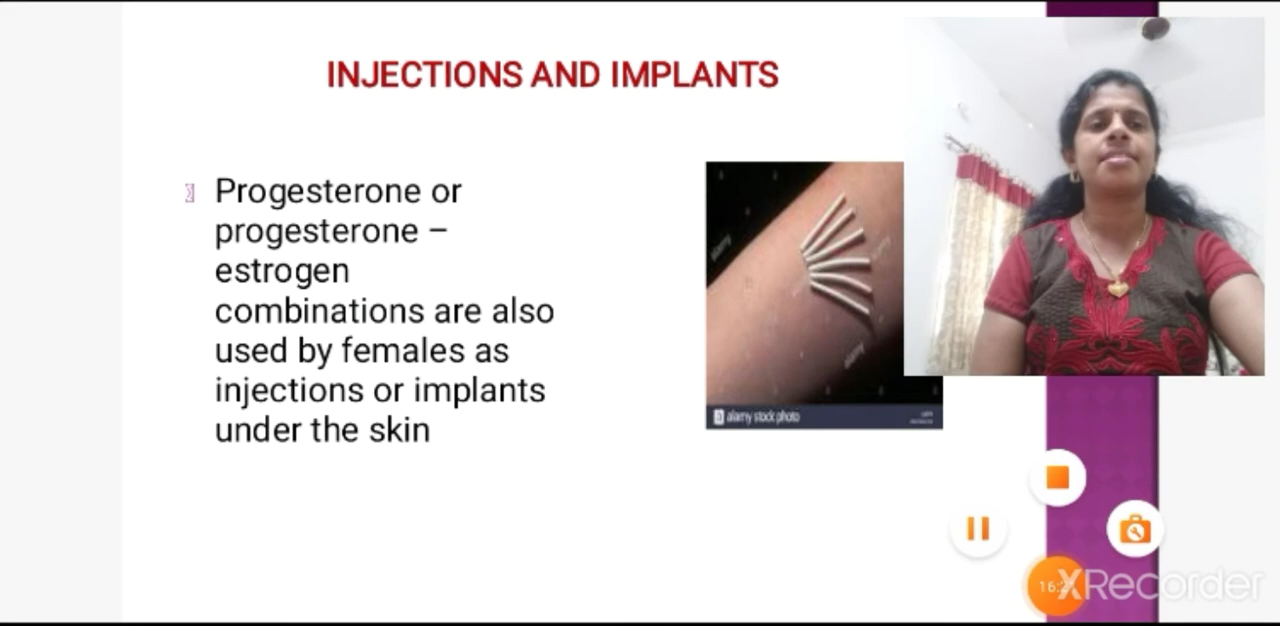 INJECTIONS AND IMPLANTS
Progesterone or
progesterone –
estrogen
combinations are also
used by females as
injections or implants
under the skin
alamy stock photo
XRecorder